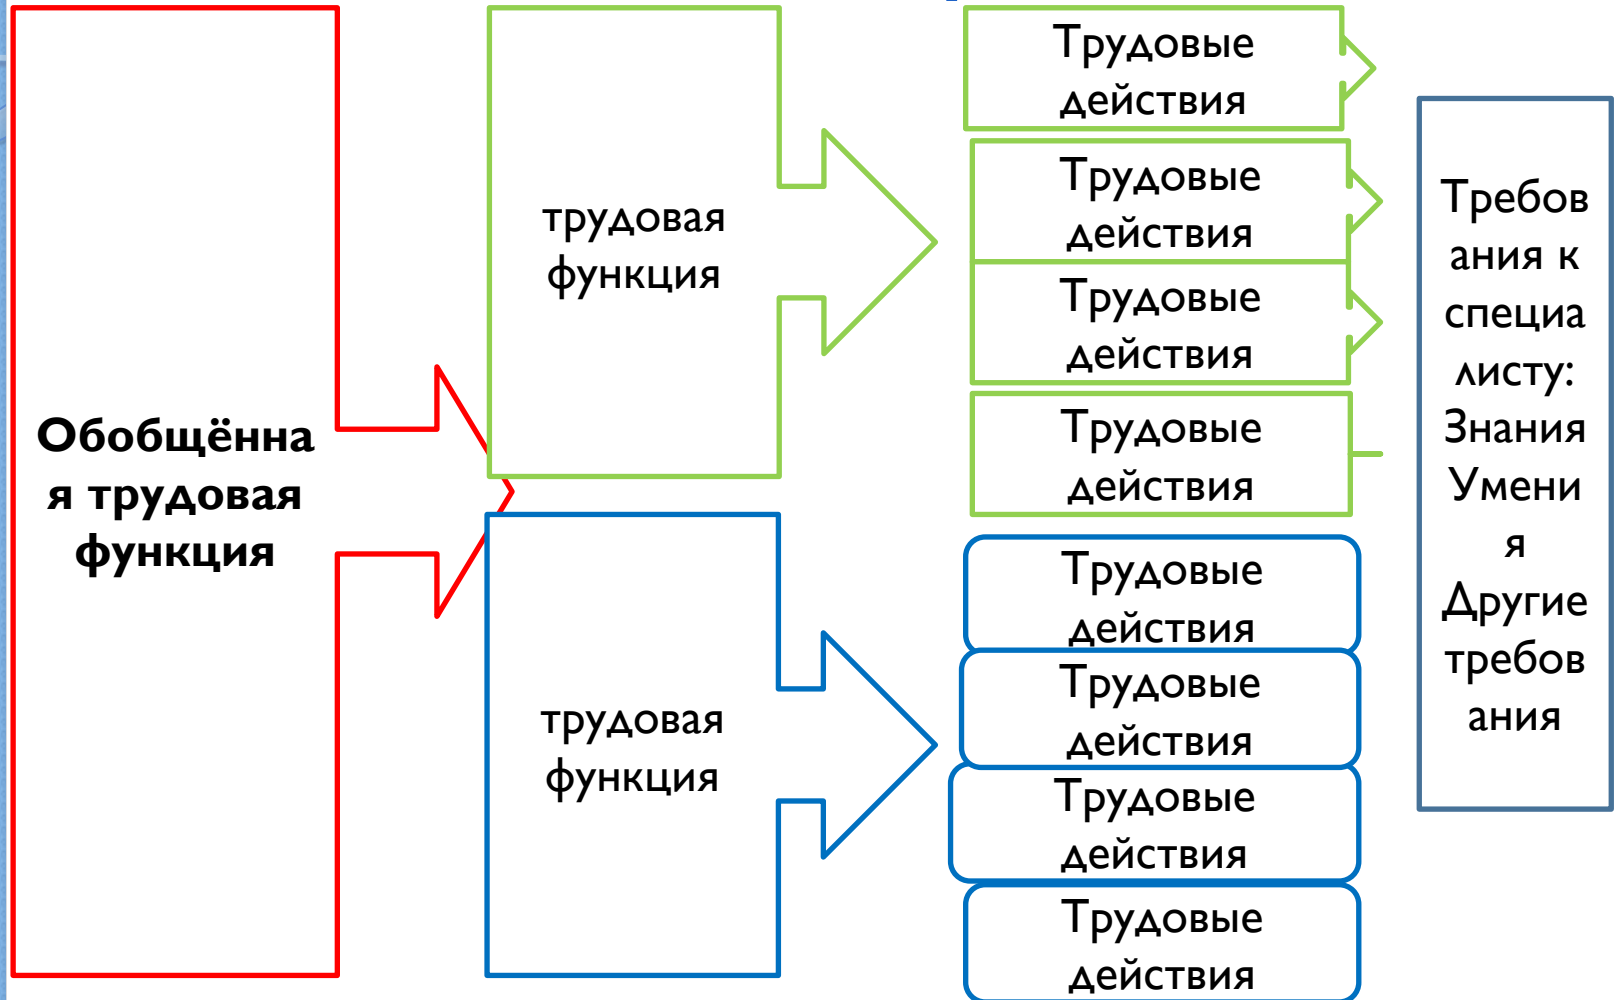 Обобщённа
я трудовая
функция
трудовая
функция
трудовая
функция
Трудовые
действия
Трудовые
действия
Трудовые
действия
Трудовые
действия
Трудовые
действия
Трудовые
действия
Трудовые
действия
Трудовые
действия
Требов
ания к
специа
листу:
Знания
Умени
я
Другие
требов
ания